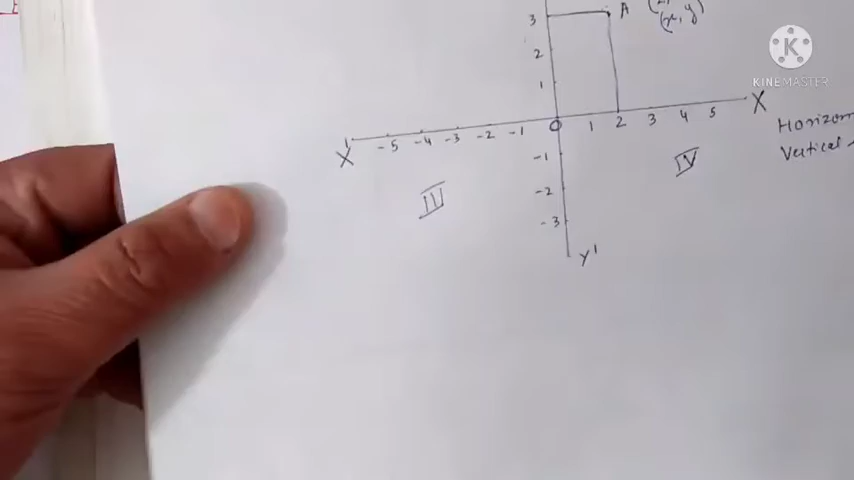 3 A
(x, y)
2
1
KINEMASTER
X' -5 -4 -3 -2 -1 O 1 2 3 4 5 X
-1
-2
-3
Y'
III
IV
Vertical